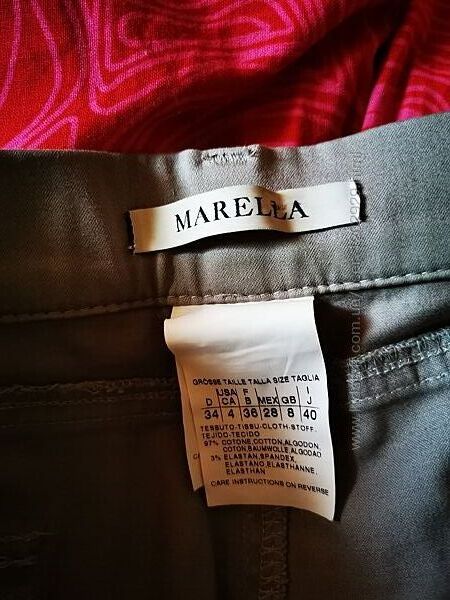 MARELLA
GRÖSSE TAILLE TALLA SIZE TAGLIA
USA F I
D CA B MEX GB J
34 4 36 28 8 40
TESSUTO-TISSU-CLOTH-STOFF.
TEJIDO-TECIDO
97% COTONE,COTTON,ALGODON,
COTON,BAUMWOLLE,ALGODAO
3% ELASTAN,SPANDEX,
ELASTANO,ELASTHANNE,
ELASTHAN
CARE INSTRUCTIONS ON REVERSE